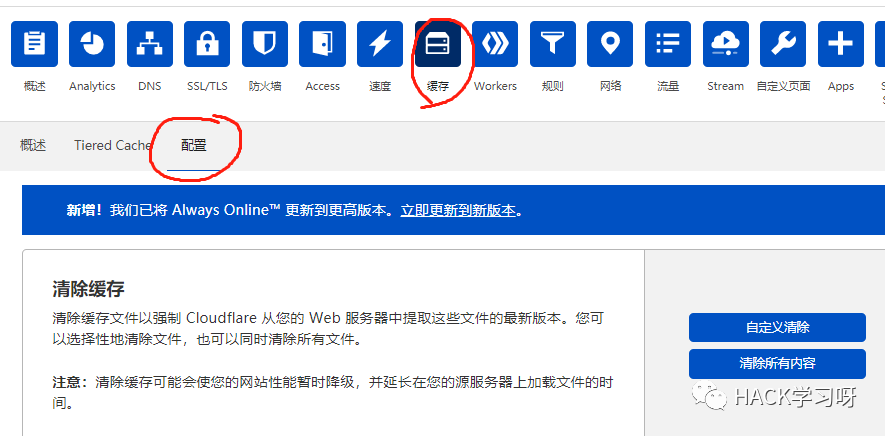 概述 Analytics DNS SSL/TLS 防火墙 Access 速度 缓存 Workers 规则 网络 流量 Stream 自定义页面 Apps
概述 Tiered Cache 配置
新增！我们已将 Always Online™ 更新到更高版本。立即更新到新版本。
清除缓存
清除缓存文件以强制 Cloudflare 从您的 Web 服务器中提取这些文件的最新版本。您可
以选择性地清除文件，也可以同时清除所有文件。
注意：清除缓存可能会使您的网站性能暂时降级，并延长在您的源服务器上加载文件的时
间。
自定义清除
清除所有内容
HACK学习呀